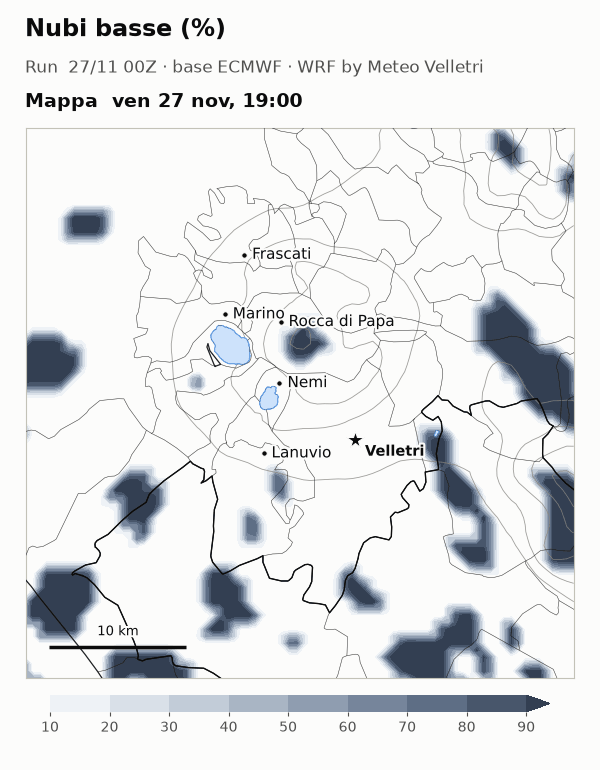 Nubi basse (%)
Run  27/11 00Z · base ECMWF · WRF by Meteo Velletri
Mappa  ven 27 nov, 19:00
Frascati
Marino
Rocca di Papa
Nemi
Velletri
Lanuvio
10 km
10 20 30 40 50 60 70 80 90